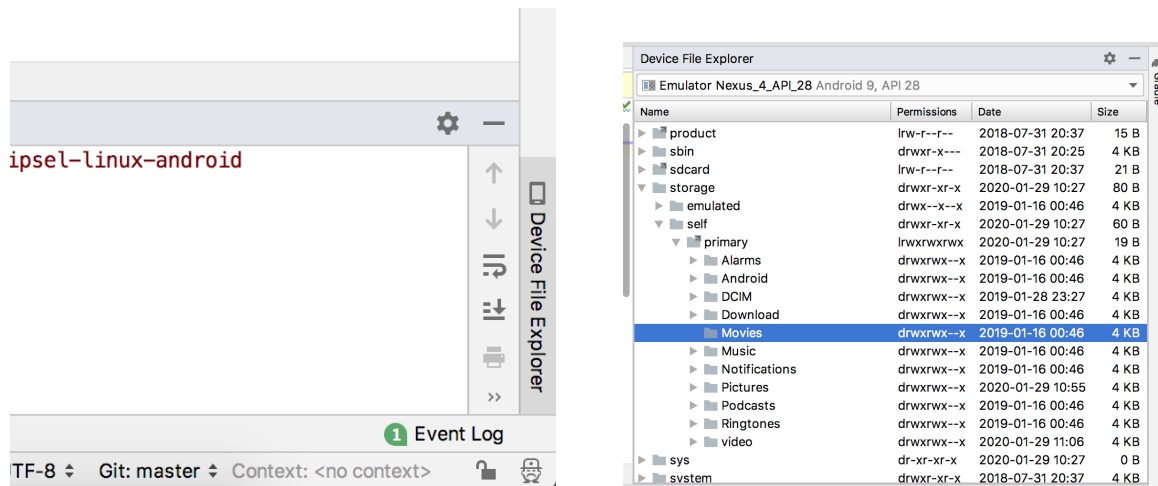 ipsel-linux-android
Device File Explorer
1 Event Log
TF-8 Git: master Context: <no context>
Device File Explorer
Emulator Nexus_4_API_28 Android 9, API 28
Gradle
Name Permissions Date Size
product lrw-r--r-- 2018-07-31 20:37 15 B
sbin drwxr-x--- 2018-07-31 20:25 4 KB
sdcard lrw-r--r-- 2018-07-31 20:37 21 B
storage drwxr-xr-x 2020-01-29 10:27 80 B
emulated drwx--x--x 2019-01-16 00:46 4 KB
self drwxr-xr-x 2020-01-29 10:27 60 B
primary lrwxrwxrwx 2020-01-29 10:27 19 B
Alarms drwxrwx--x 2019-01-16 00:46 4 KB
Android drwxrwx--x 2019-01-16 00:46 4 KB
DCIM drwxrwx--x 2019-01-28 23:27 4 KB
Download drwxrwx--x 2019-01-16 00:46 4 KB
Movies drwxrwx--x 2019-01-16 00:46 4 KB
Music drwxrwx--x 2019-01-16 00:46 4 KB
Notifications drwxrwx--x 2019-01-16 00:46 4 KB
Pictures drwxrwx--x 2020-01-29 10:55 4 KB
Podcasts drwxrwx--x 2019-01-16 00:46 4 KB
Ringtones drwxrwx--x 2019-01-16 00:46 4 KB
video drwxrwx--x 2020-01-29 11:06 4 KB
sys dr-xr-xr-x 2020-01-29 10:27 0 B
system drwxr-xr-x 2018-07-31 20:37 4 KB